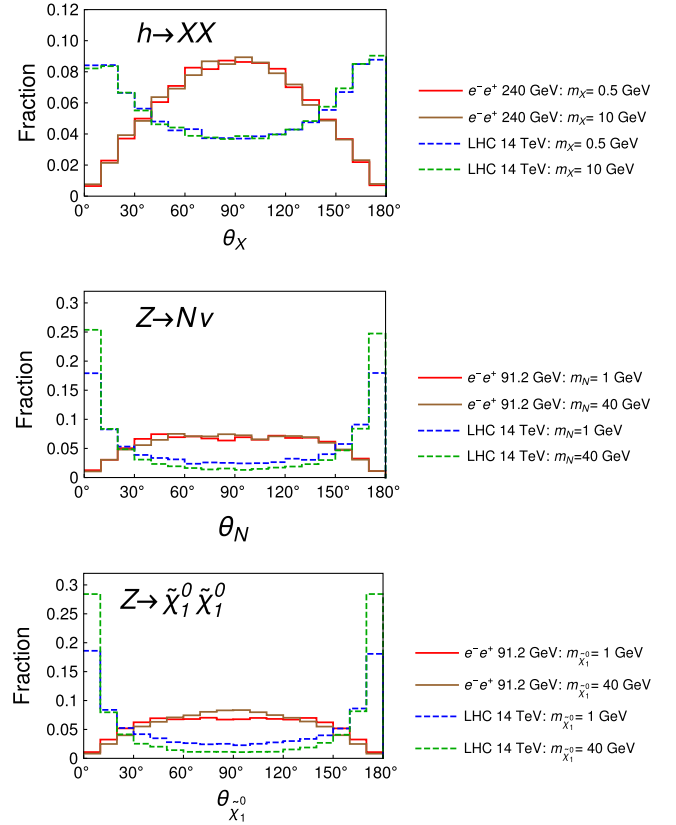 h→XX
0.12
0.10
0.08
0.06
0.04
0.02
0
Fraction
0° 30° 60° 90° 120° 150° 180°
θ_X
e⁻e⁺ 240 GeV: m_X= 0.5 GeV
e⁻e⁺ 240 GeV: m_X= 10 GeV
LHC 14 TeV: m_X= 0.5 GeV
LHC 14 TeV: m_X= 10 GeV
Z→Nν
0.3
0.25
0.2
0.15
0.1
0.05
0
Fraction
0° 30° 60° 90° 120° 150° 180°
θ_N
e⁻e⁺ 91.2 GeV: m_N= 1 GeV
e⁻e⁺ 91.2 GeV: m_N= 40 GeV
LHC 14 TeV: m_N=1 GeV
LHC 14 TeV: m_N=40 GeV
Z→χ̃₁⁰ χ̃₁⁰
0.3
0.25
0.2
0.15
0.1
0.05
0
Fraction
0° 30° 60° 90° 120° 150° 180°
θ_χ̃₁⁰
e⁻e⁺ 91.2 GeV: m_χ̃₁⁰= 1 GeV
e⁻e⁺ 91.2 GeV: m_χ̃₁⁰= 40 GeV
LHC 14 TeV: m_χ̃₁⁰= 1 GeV
LHC 14 TeV: m_χ̃₁⁰= 40 GeV